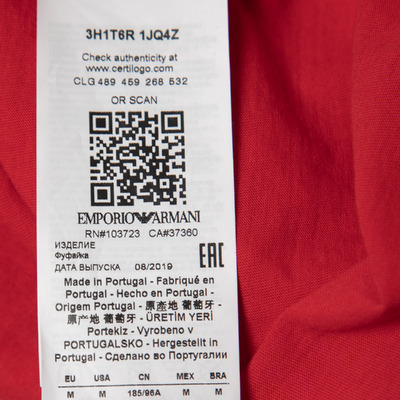 3H1T6R 1JQ4Z
Check authenticity at
www.certilogo.com
CLG 489 459 268 532
OR SCAN
EMPORIO ARMANI
RN#103723 CA#37360
ИЗДЕЛИЕ
Фуфайка
ДАТА ВЫПУСКА 08/2019
EAC
Made in Portugal - Fabriqué en
Portugal - Hecho en Portugal -
Origem Portugal - 原產地 葡萄牙 -
原产地 葡萄牙 - ÜRETİM YERİ
Portekiz - Vyrobeno v
PORTUGALSKO - Hergestellt in
Portugal - Сделано во Португалии
EU USA CN MEX BRA
M M 185/96A M M